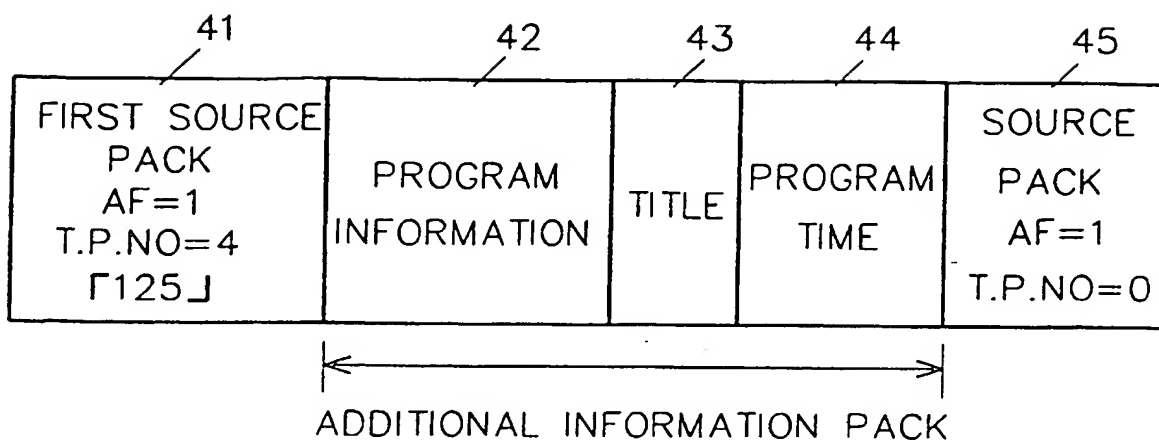 41 42 43 44 45
FIRST SOURCE
PACK
AF=1
T.P.NO=4
「125」
PROGRAM
INFORMATION
TITLE
PROGRAM
TIME
SOURCE
PACK
AF=1
T.P.NO=0
ADDITIONAL INFORMATION PACK